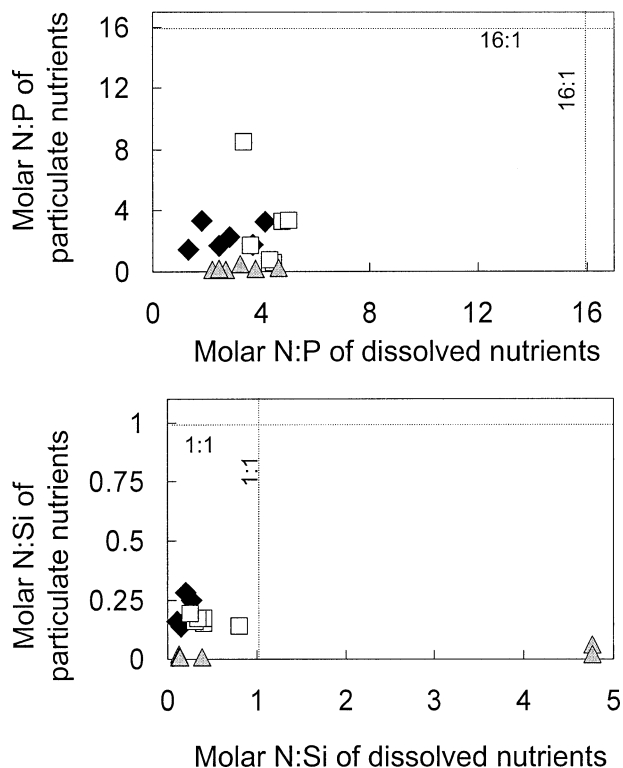 Molar N:P of
particulate nutrients
16
12
8
4
0
16:1
16:1
0 4 8 12 16
Molar N:P of dissolved nutrients
Molar N:Si of
particulate nutrients
1
0.75
0.5
0.25
0
1:1
1:1
0 1 2 3 4 5
Molar N:Si of dissolved nutrients